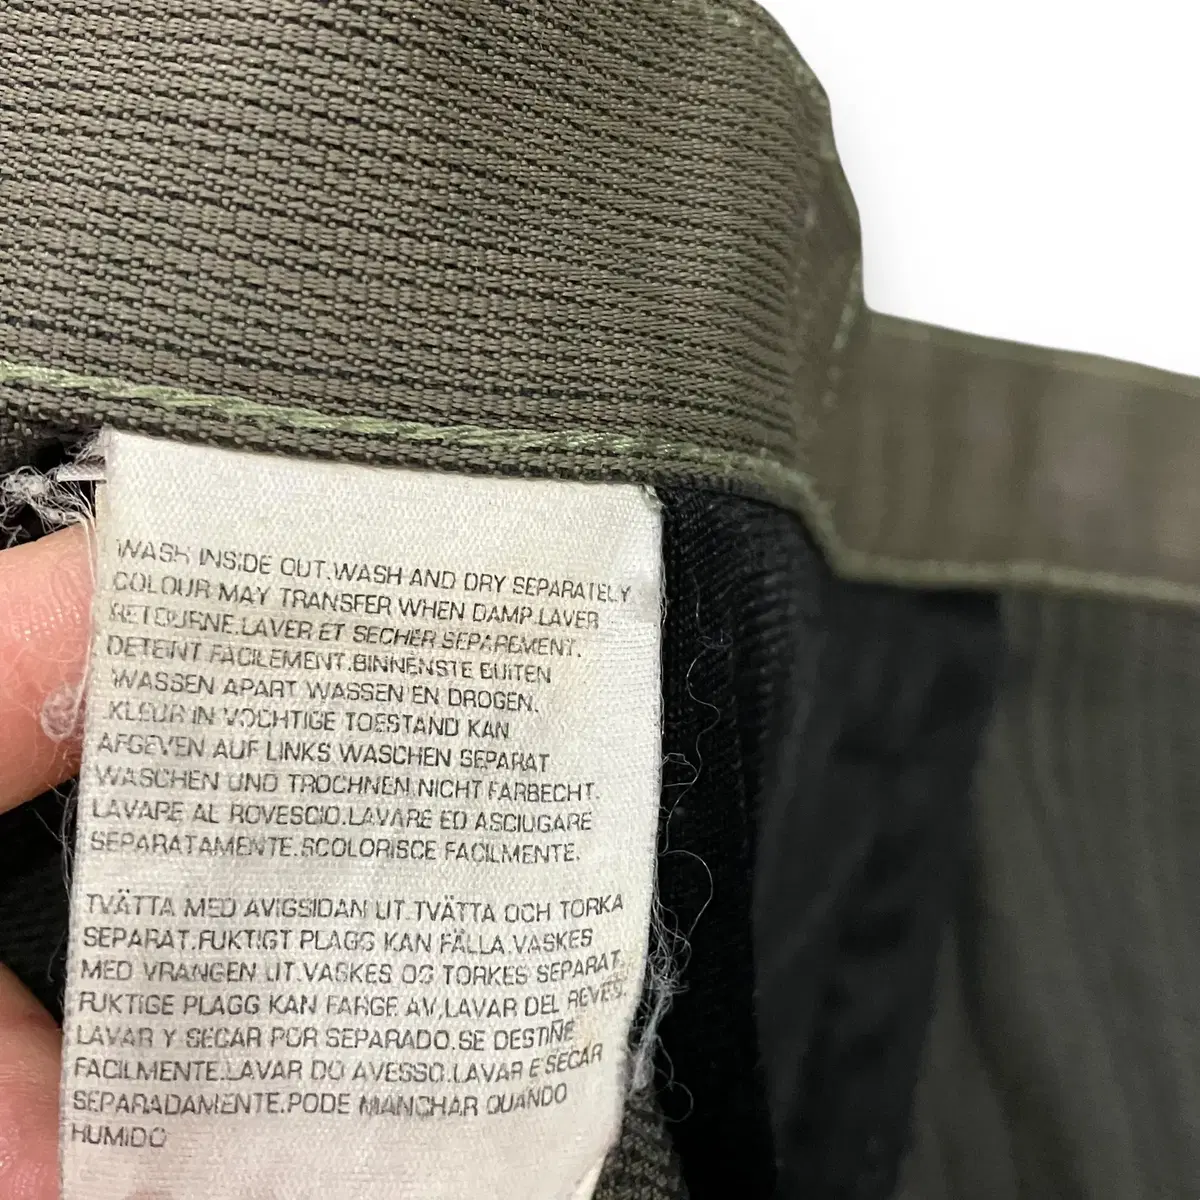 WASH INSIDE OUT.WASH AND DRY SEPARATELY.
COLOUR MAY TRANSFER WHEN DAMP.LAVER
RETOURNE.LAVER ET SECHER SEPAREMENT.
DETEINT FACILEMENT.BINNENSTE BUITEN
WASSEN APART WASSEN EN DROGEN.
.KLEUR IN VOCHTIGE TOESTAND KAN
AFGEVEN AUF LINKS WASCHEN SEPARAT
WASCHEN UND TROCHNEN.NICHT FARBECHT.
LAVARE AL ROVESCIO.LAVARE ED ASCIUGARE
SEPARATAMENTE.SCOLORISCE FACILMENTE.
TVÄTTA MED AVIGSIDAN UT.TVÄTTA OCH TORKA
SEPARAT.FUKTIGT PLAGG KAN FÄLLA.VASKES
MED VRANGEN UT.VASKES OG TORKES SEPARAT.
FUKTIGE PLAGG KAN FARGE AV,LAVAR DEL REVES.
LAVAR Y SECAR POR SEPARADO.SE DESTIÑE
FACILMENTE.LAVAR DO AVESSO.LAVAR E SECAR
SEPARADAMENTE.PODE MANCHAR QUANDO
HUMIDO